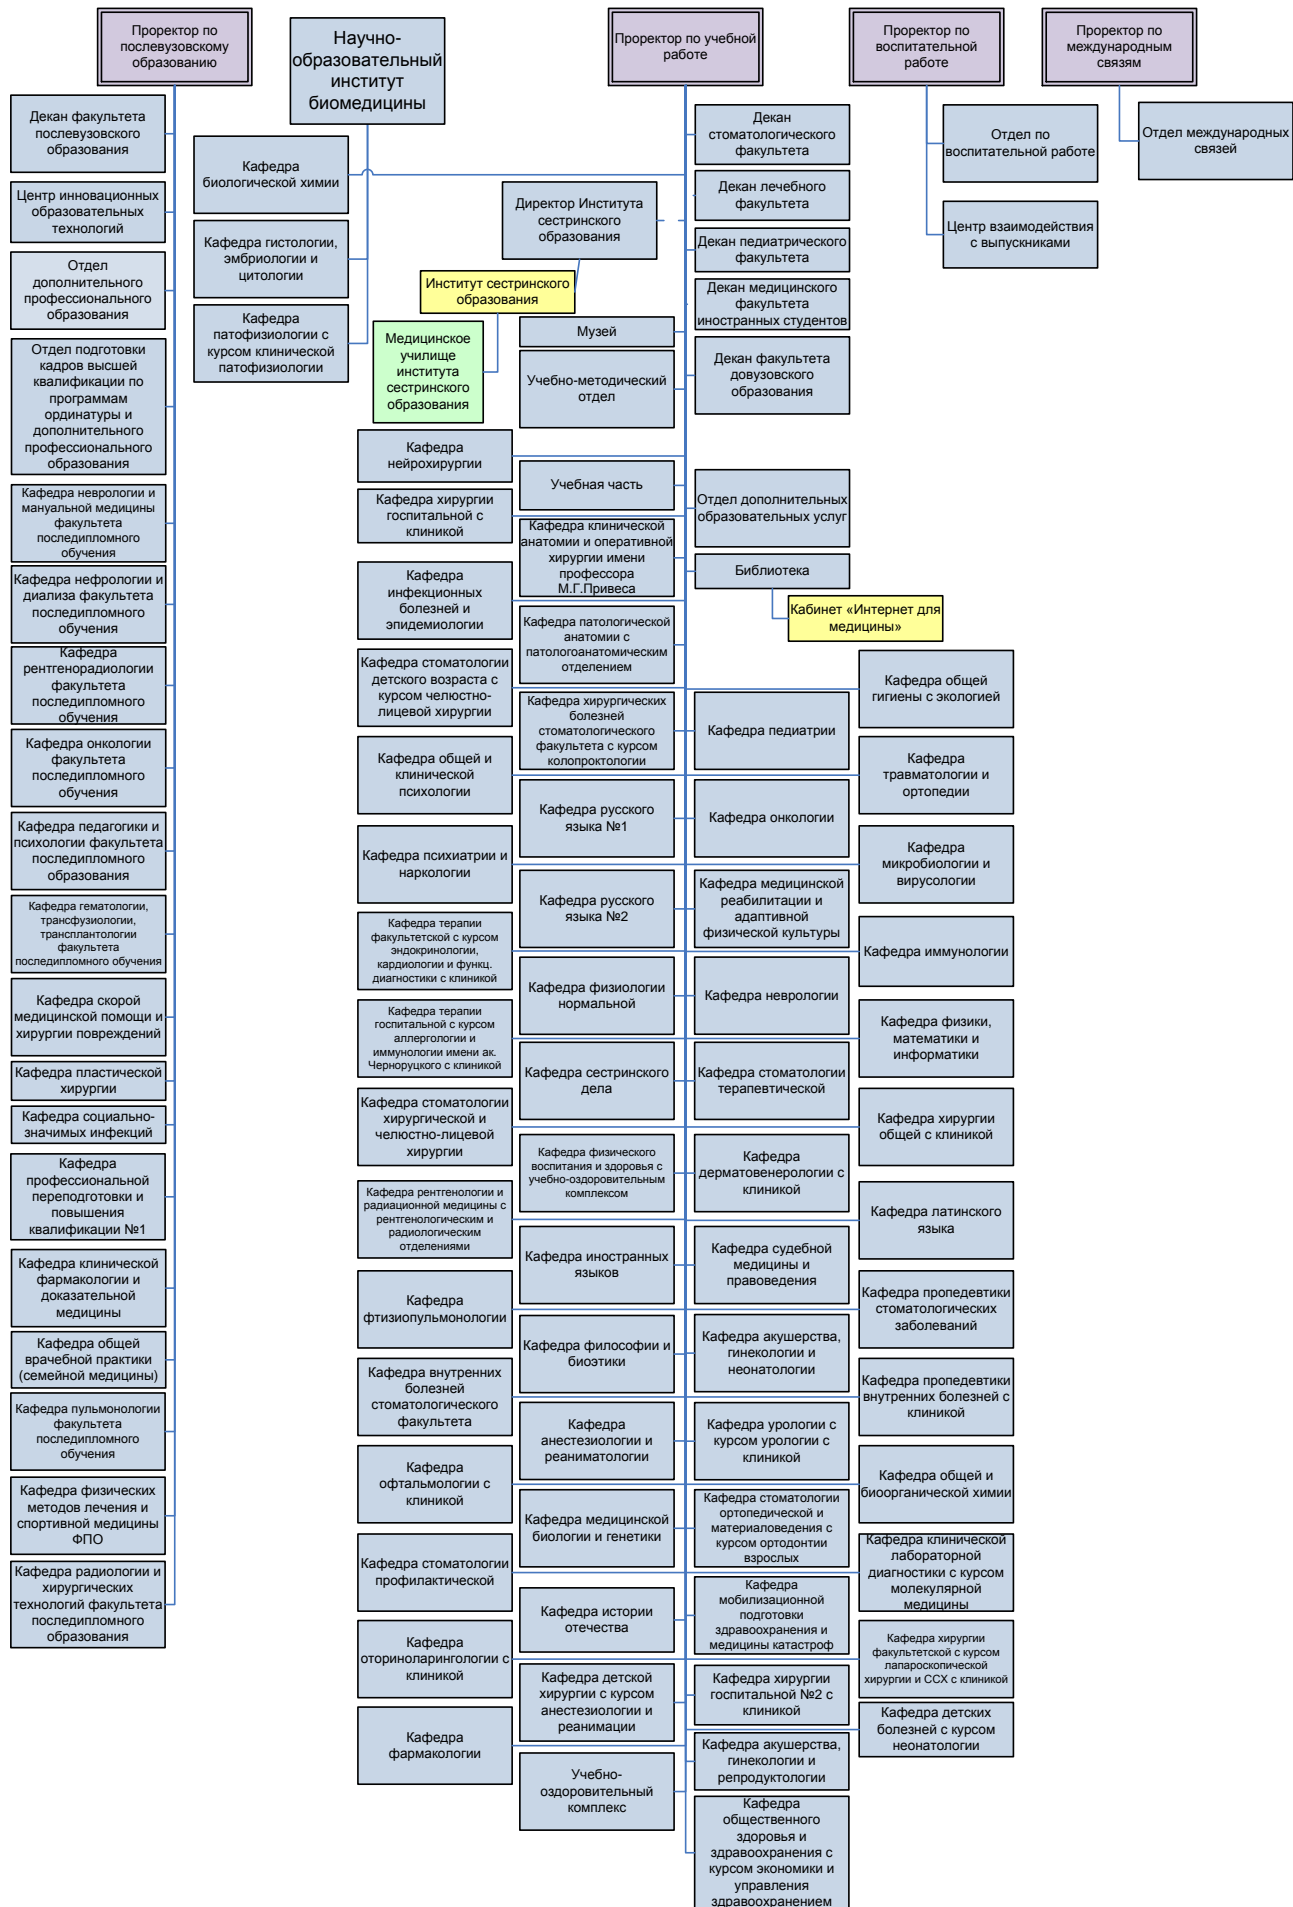 Проректор по
послевузовскому
образованию
Научно-
образовательный
институт
биомедицины
Проректор по учебной
работе
Проректор по
воспитательной
работе
Проректор по
международным
связям
Декан факультета
послевузовского
образования
Центр инновационных
образовательных
технологий
Отдел
дополнительного
профессионального
образования
Отдел подготовки
кадров высшей
квалификации по
программам
ординатуры и
дополнительного
профессионального
образования
Кафедра неврологии и
мануальной медицины
факультета
последипломного
обучения
Кафедра нефрологии и
диализа факультета
последипломного
обучения
Кафедра
рентгенорадиологии
факультета
последипломного
обучения
Кафедра онкологии
факультета
последипломного
обучения
Кафедра педагогики и
психологии факультета
последипломного
образования
Кафедра гематологии,
трансфузиологии,
трансплантологии
факультета
последипломного обучения
Кафедра скорой
медицинской помощи и
хирургии повреждений
Кафедра пластической
хирургии
Кафедра социально-
значимых инфекций
Кафедра
профессиональной
переподготовки и
повышения
квалификации №1
Кафедра клинической
фармакологии и
доказательной
медицины
Кафедра общей
врачебной практики
(семейной медицины)
Кафедра пульмонологии
факультета
последипломного
обучения
Кафедра физических
методов лечения и
спортивной медицины
ФПО
Кафедра радиологии и
хирургических
технологий факультета
последипломного
образования
Кафедра
биологической химии
Кафедра гистологии,
эмбриологии и
цитологии
Кафедра
патофизиологии с
курсом клинической
патофизиологии
Директор Института
сестринского
образования
Институт сестринского
образования
Медицинское
училище
института
сестринского
образования
Музей
Учебно-методический
отдел
Декан
стоматологического
факультета
Декан лечебного
факультета
Декан педиатрического
факультета
Декан медицинского
факультета
иностранных студентов
Декан факультета
довузовского
образования
Отдел по
воспитательной работе
Центр взаимодействия
с выпускниками
Отдел международных
связей
Кафедра
нейрохирургии
Кафедра хирургии
госпитальной с
клиникой
Кафедра
инфекционных
болезней и
эпидемиологии
Кафедра стоматологии
детского возраста с
курсом челюстно-
лицевой хирургии
Кафедра общей и
клинической
психологии
Кафедра психиатрии и
наркологии
Кафедра терапии
факультетской с курсом
эндокринологии,
кардиологии и функц.
диагностики с клиникой
Кафедра терапии
госпитальной с курсом
аллергологии и
иммунологии имени ак.
Черноруцкого с клиникой
Кафедра стоматологии
хирургической и
челюстно-лицевой
хирургии
Кафедра рентгенологии и
радиационной медицины с
рентгенологическим и
радиологическим
отделениями
Кафедра
фтизиопульмонологии
Кафедра внутренних
болезней
стоматологического
факультета
Кафедра
офтальмологии с
клиникой
Кафедра стоматологии
профилактической
Кафедра
оториноларингологии с
клиникой
Кафедра
фармакологии
Учебная часть
Кафедра клинической
анатомии и оперативной
хирургии имени
профессора
М.Г.Привеса
Кафедра патологической
анатомии с
патологоанатомическим
отделением
Кафедра хирургических
болезней
стоматологического
факультета с курсом
колопроктологии
Кафедра русского
языка №1
Кафедра русского
языка №2
Кафедра физиологии
нормальной
Кафедра сестринского
дела
Кафедра физического
воспитания и здоровья с
учебно-оздоровительным
комплексом
Кафедра иностранных
языков
Кафедра философии и
биоэтики
Кафедра
анестезиологии и
реаниматологии
Кафедра медицинской
биологии и генетики
Кафедра истории
отечества
Кафедра детской
хирургии с курсом
анестезиологии и
реанимации
Учебно-
оздоровительный
комплекс
Отдел дополнительных
образовательных услуг
Библиотека
Кабинет «Интернет для
медицины»
Кафедра педиатрии
Кафедра онкологии
Кафедра медицинской
реабилитации и
адаптивной
физической культуры
Кафедра неврологии
Кафедра стоматологии
терапевтической
Кафедра
дерматовенерологии с
клиникой
Кафедра судебной
медицины и
правоведения
Кафедра акушерства,
гинекологии и
неонатологии
Кафедра урологии с
курсом урологии с
клиникой
Кафедра стоматологии
ортопедической и
материаловедения с
курсом ортодонтии
взрослых
Кафедра
мобилизационной
подготовки
здравоохранения и
медицины катастроф
Кафедра хирургии
госпитальной №2 с
клиникой
Кафедра акушерства,
гинекологии и
репродуктологии
Кафедра
общественного
здоровья и
здравоохранения с
курсом экономики и
управления
здравоохранением
Кафедра общей
гигиены с экологией
Кафедра
травматологии и
ортопедии
Кафедра
микробиологии и
вирусологии
Кафедра иммунологии
Кафедра физики,
математики и
информатики
Кафедра хирургии
общей с клиникой
Кафедра латинского
языка
Кафедра пропедевтики
стоматологических
заболеваний
Кафедра пропедевтики
внутренних болезней с
клиникой
Кафедра общей и
биоорганической химии
Кафедра клинической
лабораторной
диагностики с курсом
молекулярной
медицины
Кафедра хирургии
факультетской с курсом
лапароскопической
хирургии и ССХ с клиникой
Кафедра детских
болезней с курсом
неонатологии